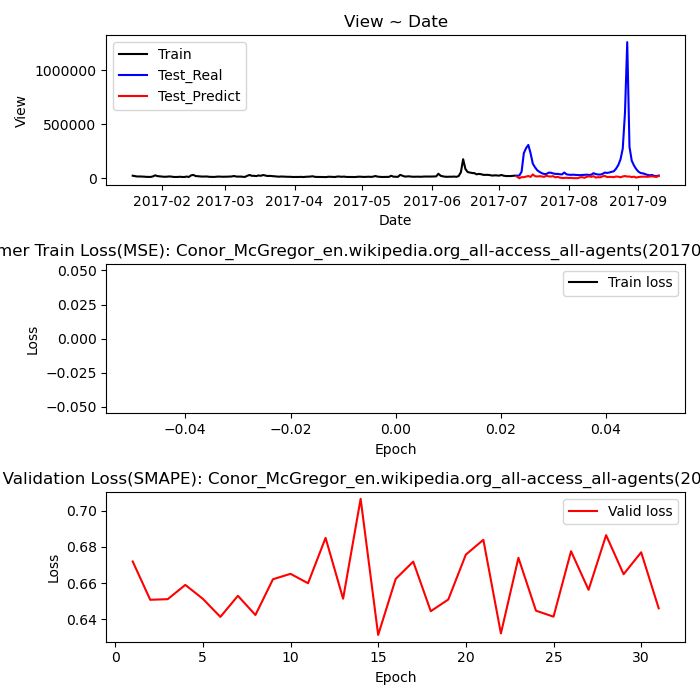 View ~ Date
Train
Test_Real
Test_Predict
View
1000000
500000
0
2017-02 2017-03 2017-04 2017-05 2017-06 2017-07 2017-08 2017-09
Date
mer Train Loss(MSE): Conor_McGregor_en.wikipedia.org_all-access_all-agents(20170
Train loss
Loss
0.050
0.025
0.000
−0.025
−0.050
−0.04 −0.02 0.00 0.02 0.04
Epoch
Validation Loss(SMAPE): Conor_McGregor_en.wikipedia.org_all-access_all-agents(20
Valid loss
Loss
0.70
0.68
0.66
0.64
0 5 10 15 20 25 30
Epoch